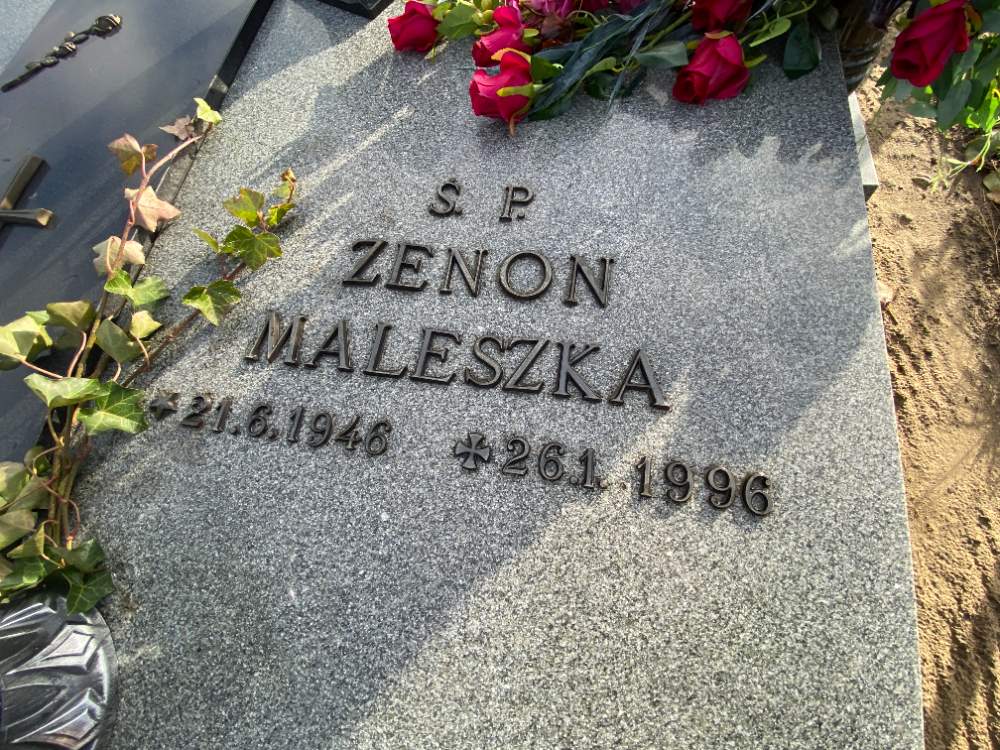 Ś. P.
ZENON
MALESZKA
* 21.6.1946 ✠ 26.1.1996